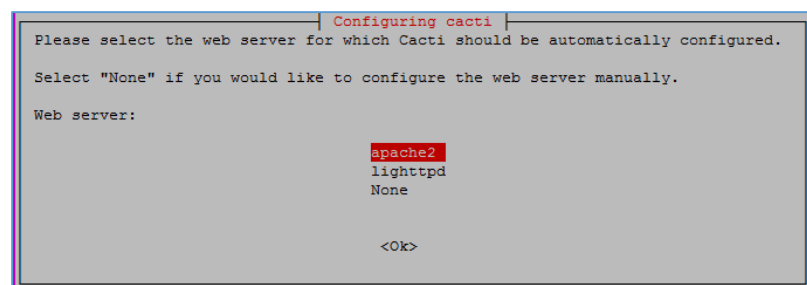 Configuring cacti
Please select the web server for which Cacti should be automatically configured.
Select "None" if you would like to configure the web server manually.
Web server:
apache2
lighttpd
None
<Ok>